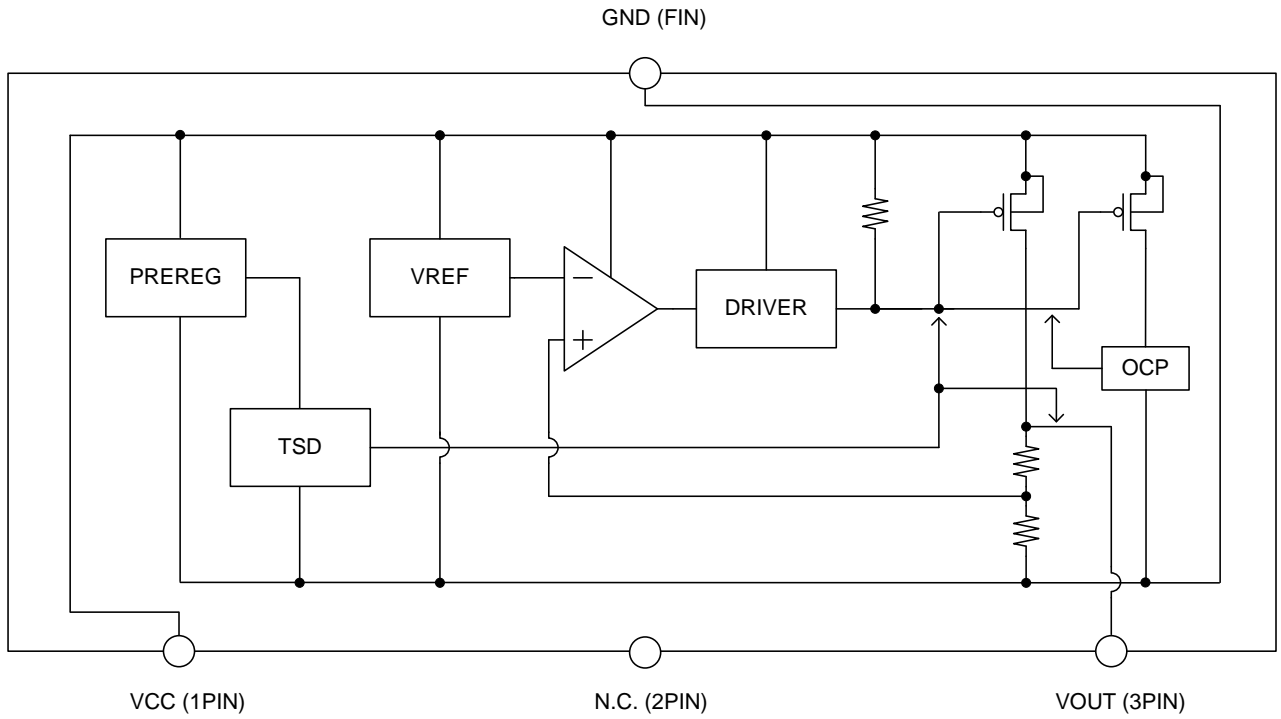 GND (FIN)
PREREG
VREF
−
+
DRIVER
OCP
TSD
VCC (1PIN)
N.C. (2PIN)
VOUT (3PIN)